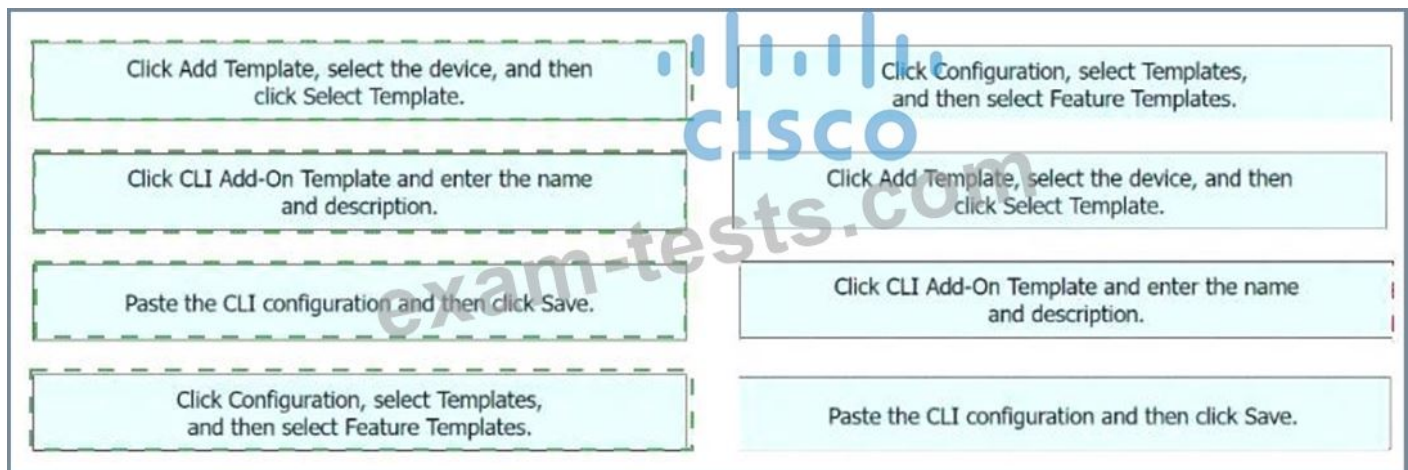 Click Add Template, select the device, and then
click Select Template.
Click CLI Add-On Template and enter the name
and description.
Paste the CLI configuration and then click Save.
Click Configuration, select Templates,
and then select Feature Templates.
Click Configuration, select Templates,
and then select Feature Templates.
Click Add Template, select the device, and then
click Select Template.
Click CLI Add-On Template and enter the name
and description.
Paste the CLI configuration and then click Save.
CISCO
exam-tests.com